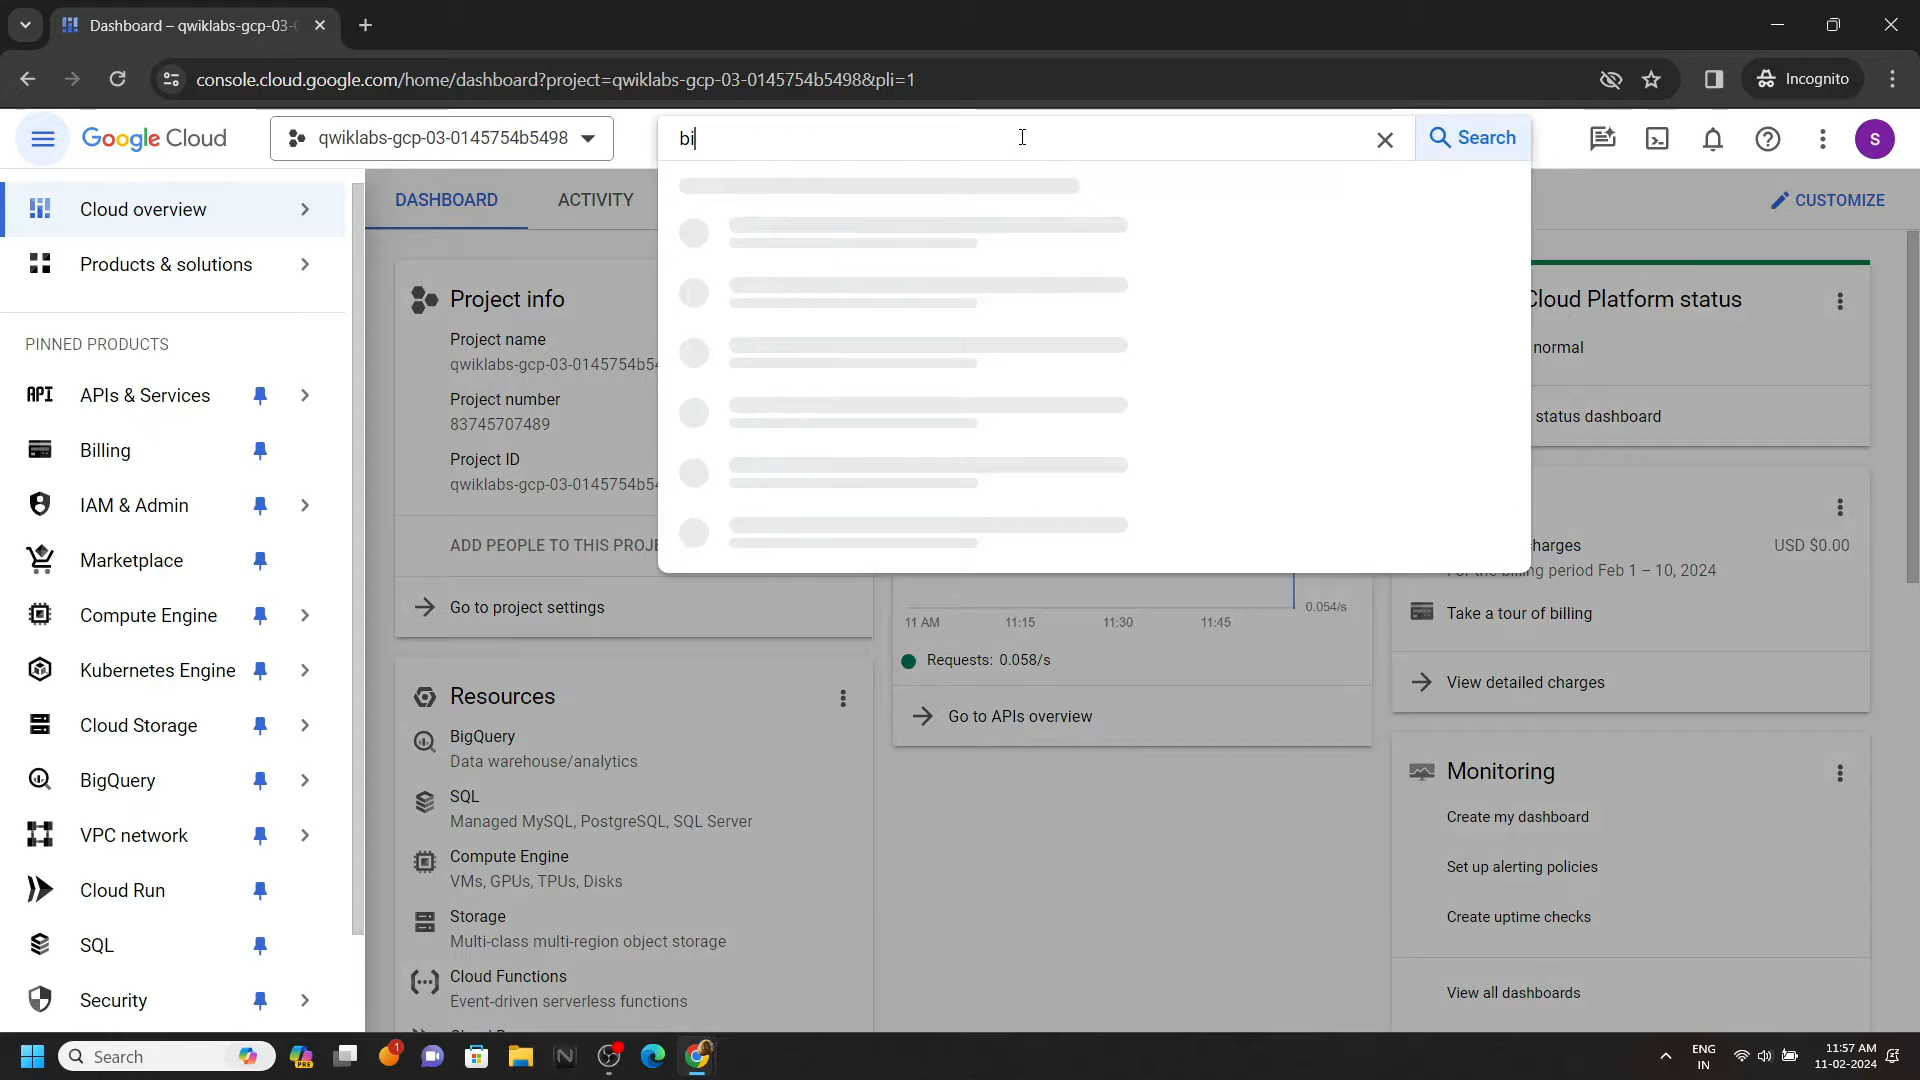 Dashboard – qwiklabs-gcp-03-0
console.cloud.google.com/home/dashboard?project=qwiklabs-gcp-03-0145754b5498&pli=1
Incognito
Google Cloud
qwiklabs-gcp-03-0145754b5498
bi
Search
S
Cloud overview
Products & solutions
PINNED PRODUCTS
API APIs & Services
Billing
IAM & Admin
Marketplace
Compute Engine
Kubernetes Engine
Cloud Storage
BigQuery
VPC network
Cloud Run
SQL
Security
DASHBOARD
ACTIVITY
CUSTOMIZE
Project info
Project name
qwiklabs-gcp-03-0145754b54
Project number
83745707489
Project ID
qwiklabs-gcp-03-0145754b54
ADD PEOPLE TO THIS PROJE
Go to project settings
Resources
BigQuery
Data warehouse/analytics
SQL
Managed MySQL, PostgreSQL, SQL Server
Compute Engine
VMs, GPUs, TPUs, Disks
Storage
Multi-class multi-region object storage
Cloud Functions
Event-driven serverless functions
0.054/s
11 AM 11:15 11:30 11:45
Requests: 0.058/s
Go to APIs overview
Cloud Platform status
normal
status dashboard
harges
USD $0.00
For the billing period Feb 1 – 10, 2024
Take a tour of billing
View detailed charges
Monitoring
Create my dashboard
Set up alerting policies
Create uptime checks
View all dashboards
Search
PRE
1
ENG
IN
11:57 AM
11-02-2024